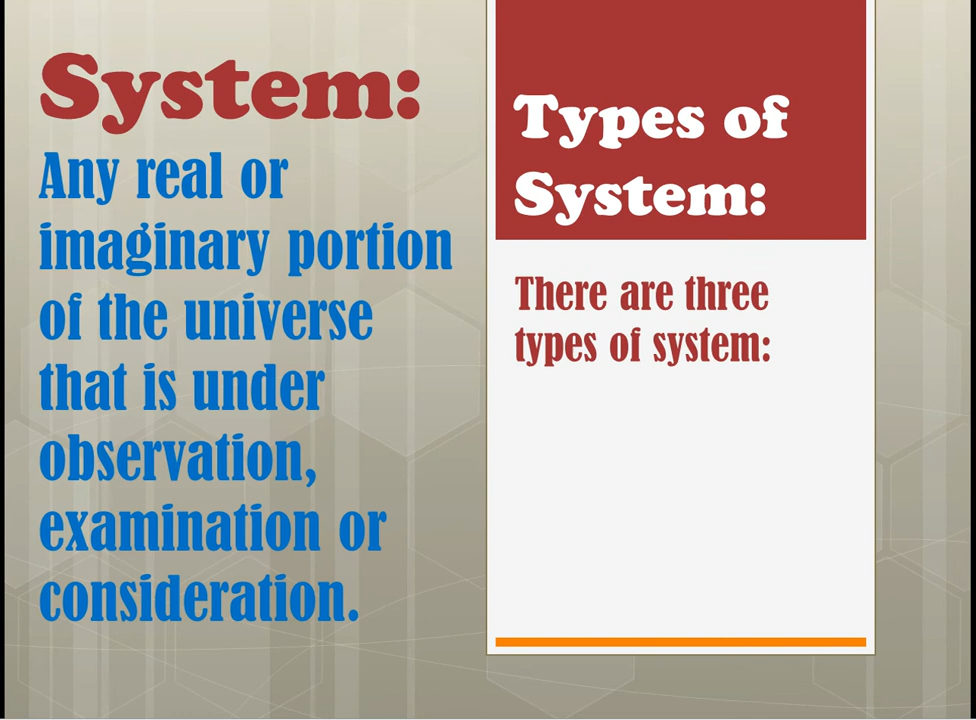 System:
Any real or
imaginary portion
of the universe
that is under
observation,
examination or
consideration.
Types of
System:
There are three
types of system: